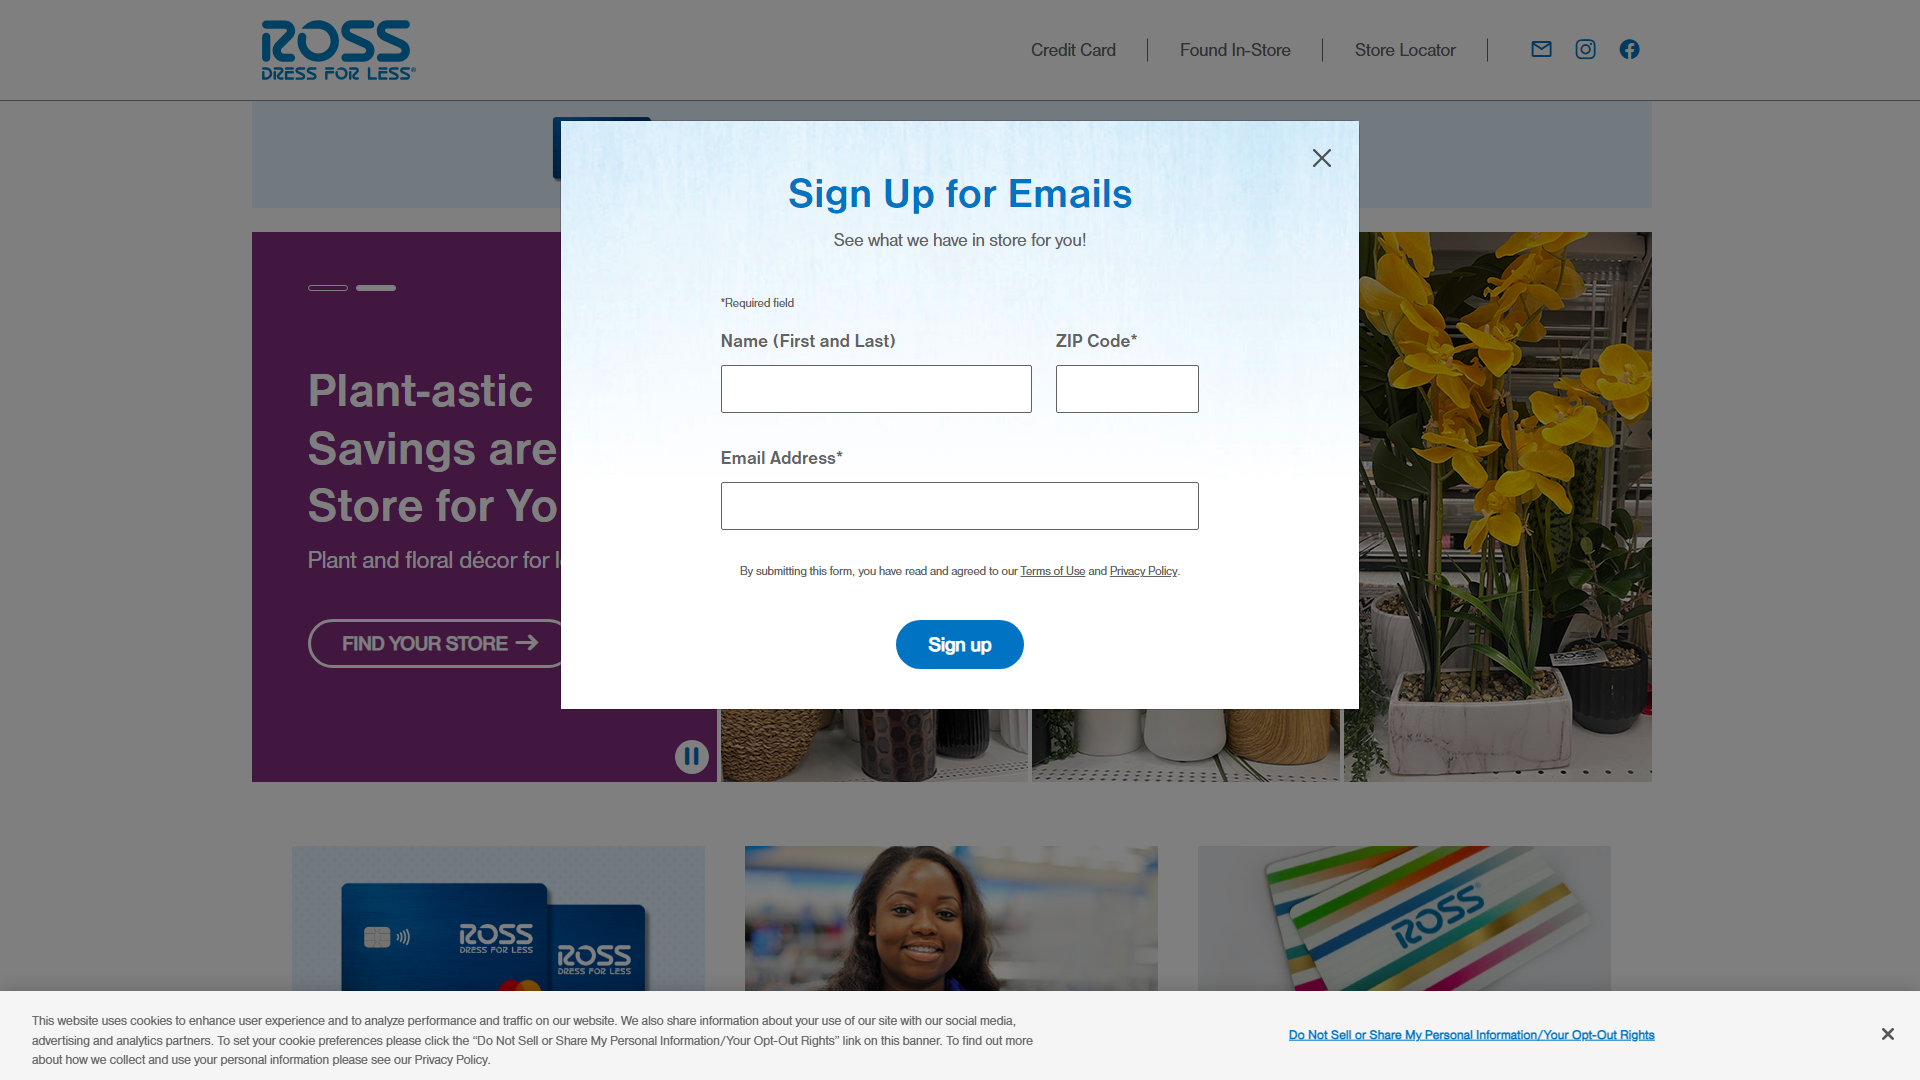 ROSS
DRESS FOR LESS®
Credit Card
Found In-Store
Store Locator
Sign Up for Emails
See what we have in store for you!
*Required field
Name (First and Last)
ZIP Code*
Email Address*
By submitting this form, you have read and agreed to our Terms of Use and Privacy Policy.
Sign up
Plant-astic
Savings are
Store for Yo
Plant and floral décor for l
FIND YOUR STORE
ROSS
ROSS
DRESS FOR LESS
ROSS
DRESS FOR LESS
ROSS
This website uses cookies to enhance user experience and to analyze performance and traffic on our website. We also share information about your use of our site with our social media,
advertising and analytics partners. To set your cookie preferences please click the “Do Not Sell or Share My Personal Information/Your Opt-Out Rights” link on this banner. To find out more
about how we collect and use your personal information please see our Privacy Policy.
Do Not Sell or Share My Personal Information/Your Opt-Out Rights